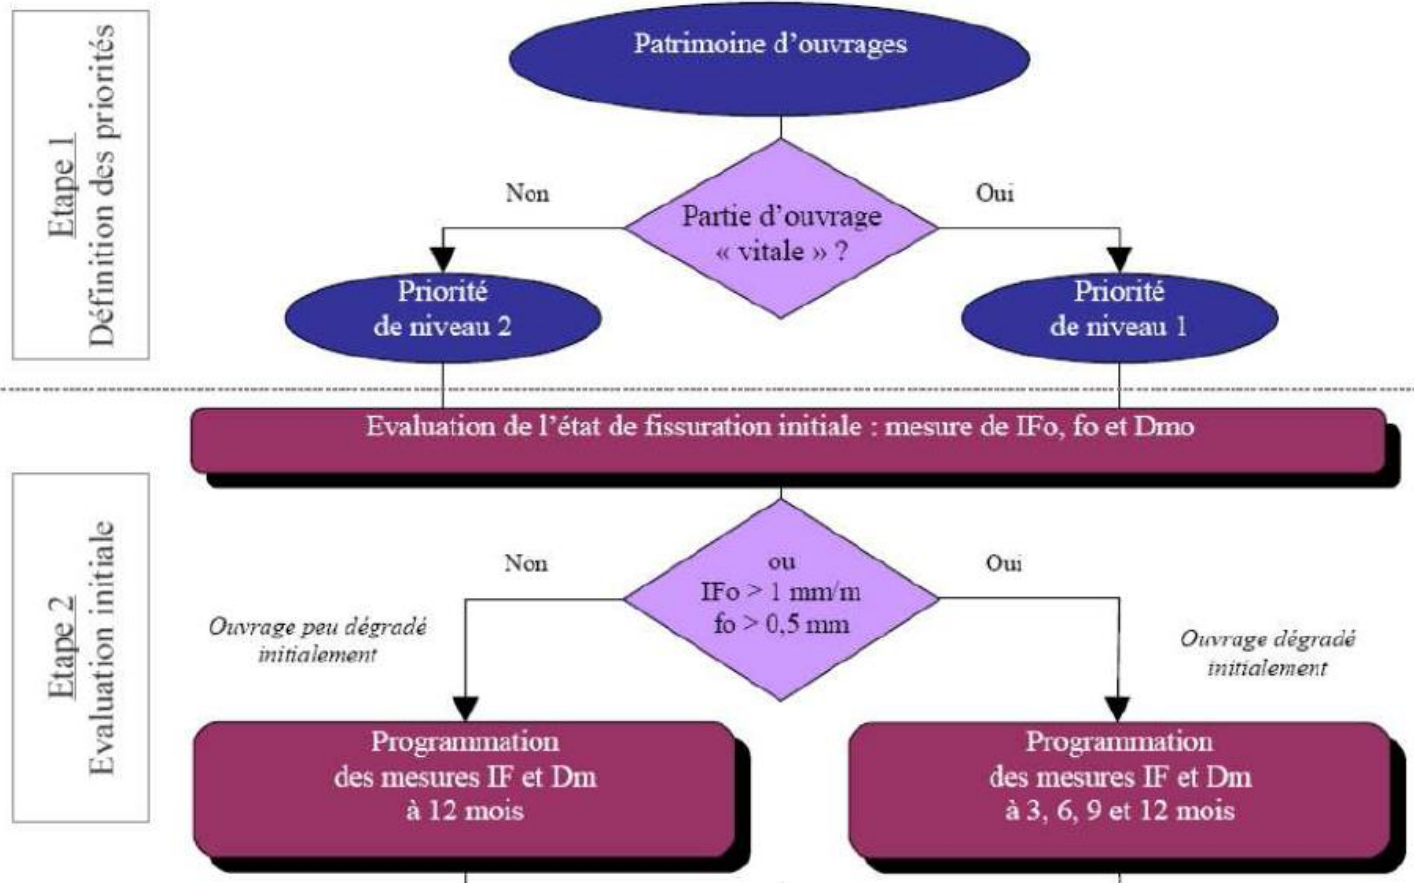 Etape 1
Définition des priorités
Patrimoine d'ouvrages
Non
Oui
Partie d'ouvrage
« vitale » ?
Priorité
de niveau 2
Priorité
de niveau 1
Etape 2
Evaluation initiale
Evaluation de l'état de fissuration initiale : mesure de IFo, fo et Dmo
Non
Oui
ou
IFo > 1 mm/m
fo > 0,5 mm
Ouvrage peu dégradé
initialement
Ouvrage dégradé
initialement
Programmation
des mesures IF et Dm
à 12 mois
Programmation
des mesures IF et Dm
à 3, 6, 9 et 12 mois